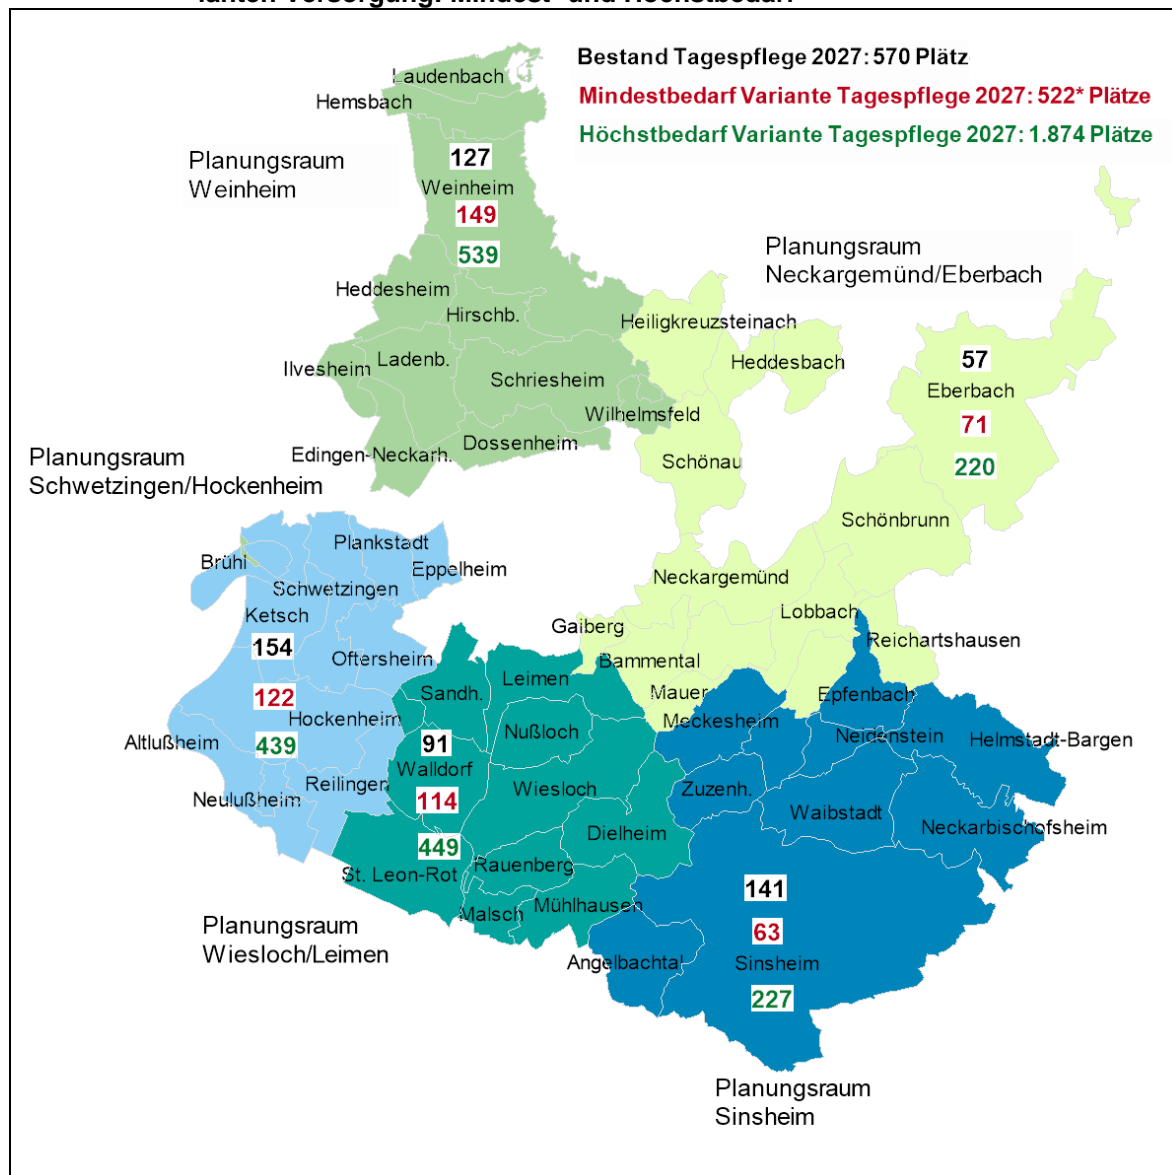 Versorgung: Mindest- und Höchstbedarf
Bestand Tagespflege 2027: 570 Plätz
Mindestbedarf Variante Tagespflege 2027: 522* Plätze
Höchstbedarf Variante Tagespflege 2027: 1.874 Plätze
Laudenbach
Hemsbach
Planungsraum
Weinheim
127
Weinheim
149
539
Planungsraum
Neckargemünd/Eberbach
Heddesheim
Hirschb.
Heiligkreuzsteinach
Ilvesheim
Ladenb.
Schriesheim
Heddesbach
57
Eberbach
71
220
Wilhelmsfeld
Edingen-Neckarh.
Dossenheim
Schönau
Planungsraum
Schwetzingen/Hockenheim
Schönbrunn
Brühl
Plankstadt
Eppelheim
Schwetzingen
Ketsch
Neckargemünd
Lobbach
154
Oftersheim
Gaiberg
Bammental
Reichartshausen
122
Hockenheim
439
Altlußheim
Reilingen
Neulußheim
Sandh.
Leimen
Mauer
Epfenbach
Meckesheim
91
Nußloch
Neidenstein
Helmstadt-Bargen
Walldorf
114
Wiesloch
Zuzenh.
Waibstadt
449
Dielheim
Neckarbischofsheim
St. Leon-Rot
Rauenberg
Malsch
Mühlhausen
Planungsraum
Wiesloch/Leimen
141
63
Angelbachtal
Sinsheim
227
Planungsraum
Sinsheim